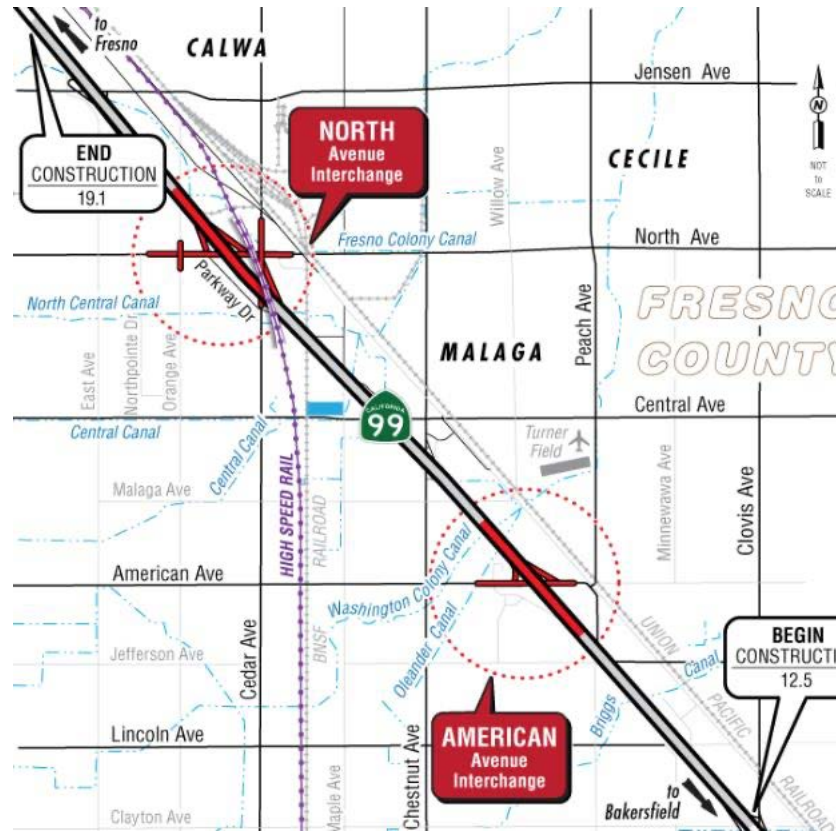 to
Fresno
CALWA
Jensen Ave
N
NOT
to
SCALE
END
CONSTRUCTION
19.1
NORTH
Avenue
Interchange
CECILE
Willow Ave
Fresno Colony Canal
North Ave
Parkway Dr
North Central Canal
East Ave
Northpointe Dr
Orange Ave
MALAGA
Peach Ave
FRESNO
COUNTY
Central Ave
CALIFORNIA
99
Central Canal
Central Canal
Turner
Field
Malaga Ave
HIGH SPEED RAIL
RAILROAD
BNSF
Minnewawa Ave
Clovis Ave
American Ave
Washington Colony Canal
Oleander Canal
Cedar Ave
Jefferson Ave
UNION
PACIFIC
RAILROAD
BEGIN
CONSTRUCTI
12.5
Briggs
Canal
Lincoln Ave
AMERICAN
Avenue
Interchange
Chestnut Ave
Maple Ave
Clayton Ave
to
Bakersfield